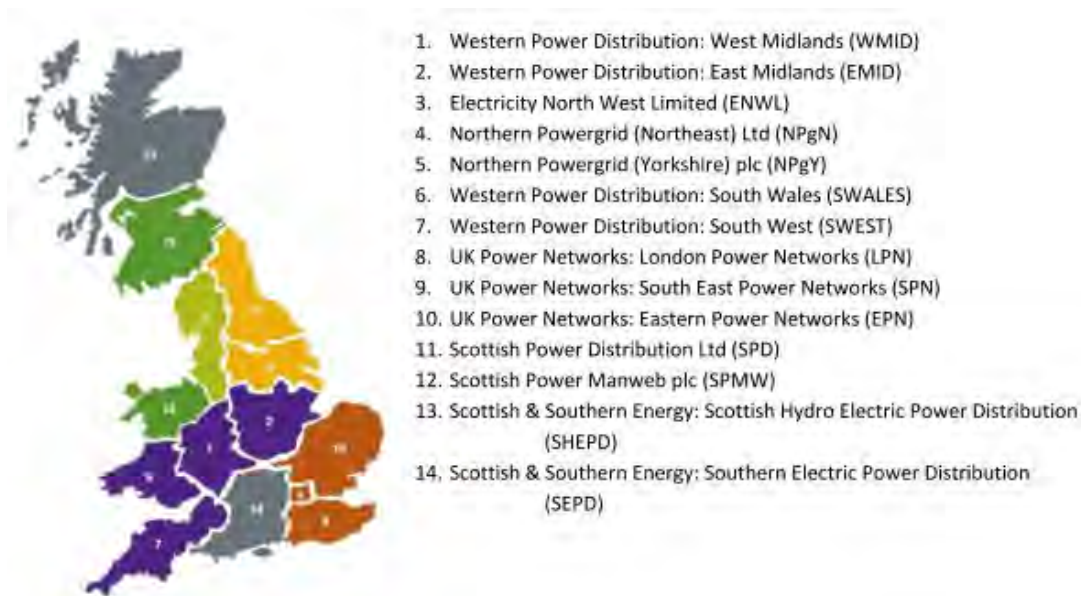 1. Western Power Distribution: West Midlands (WMID)
2. Western Power Distribution: East Midlands (EMID)
3. Electricity North West Limited (ENWL)
4. Northern Powergrid (Northeast) Ltd (NPgN)
5. Northern Powergrid (Yorkshire) plc (NPgY)
6. Western Power Distribution: South Wales (SWALES)
7. Western Power Distribution: South West (SWEST)
8. UK Power Networks: London Power Networks (LPN)
9. UK Power Networks: South East Power Networks (SPN)
10. UK Power Networks: Eastern Power Networks (EPN)
11. Scottish Power Distribution Ltd (SPD)
12. Scottish Power Manweb plc (SPMW)
13. Scottish & Southern Energy: Scottish Hydro Electric Power Distribution
(SHEPD)
14. Scottish & Southern Energy: Southern Electric Power Distribution
(SEPD)
2
1
7